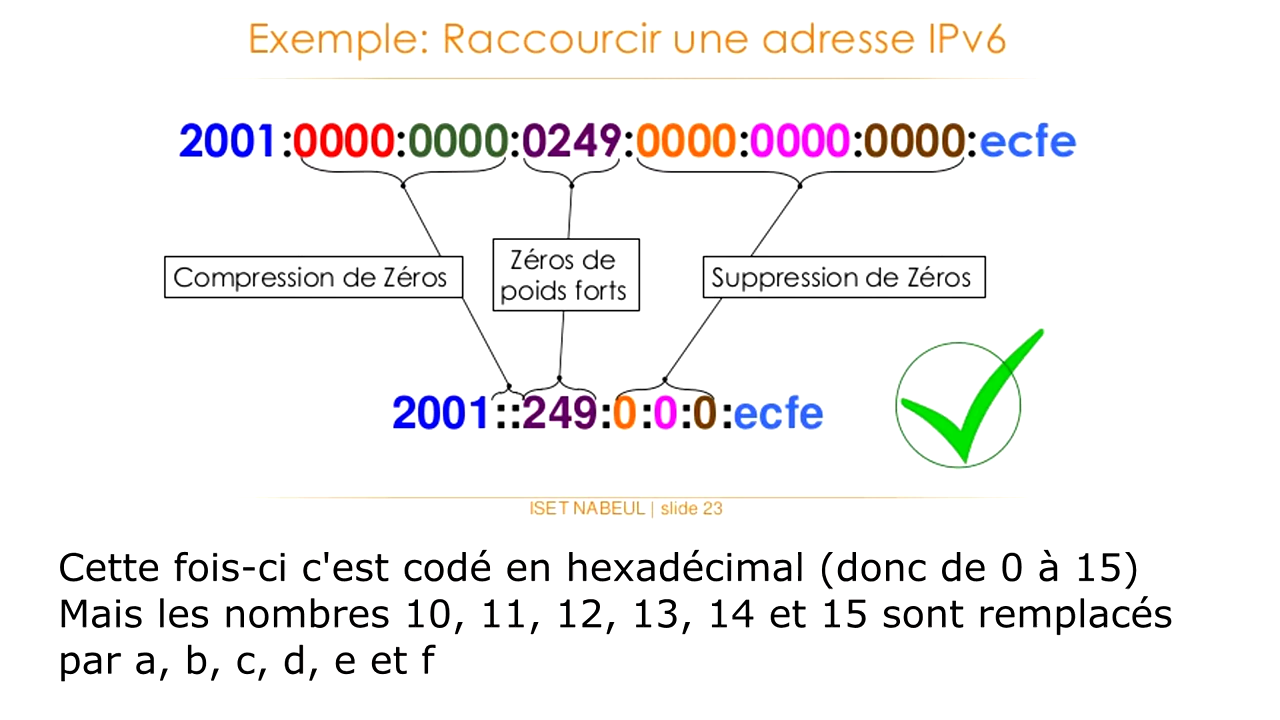 Exemple: Raccourcir une adresse IPv6
2001:0000:0000:0249:0000:0000:0000:ecfe
Compression de Zéros
Zéros de
poids forts
Suppression de Zéros
2001::249:0:0:0:ecfe
ISET NABEUL | slide 23
Cette fois-ci c'est codé en hexadécimal (donc de 0 à 15)
Mais les nombres 10, 11, 12, 13, 14 et 15 sont remplacés
par a, b, c, d, e et f